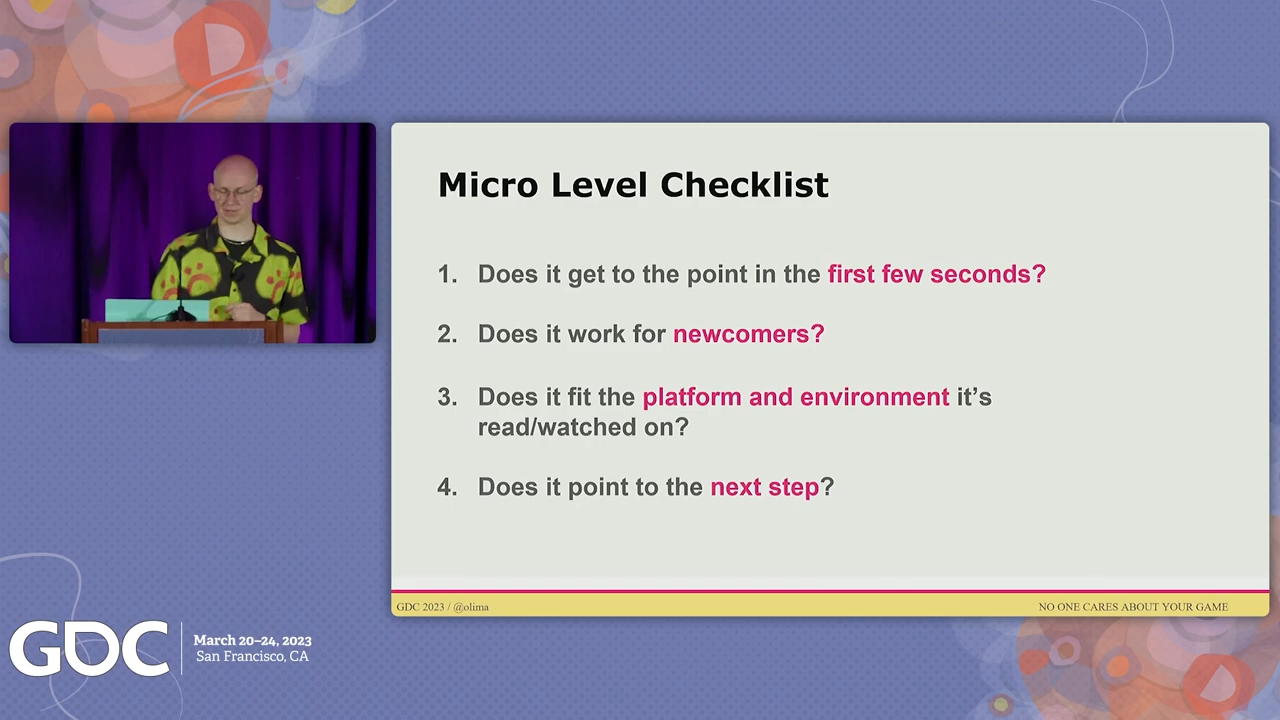 Micro Level Checklist
1. Does it get to the point in the first few seconds?
2. Does it work for newcomers?
3. Does it fit the platform and environment it’s
read/watched on?
4. Does it point to the next step?
GDC 2023 / @olima
NO ONE CARES ABOUT YOUR GAME
GDC
March 20–24, 2023
San Francisco, CA